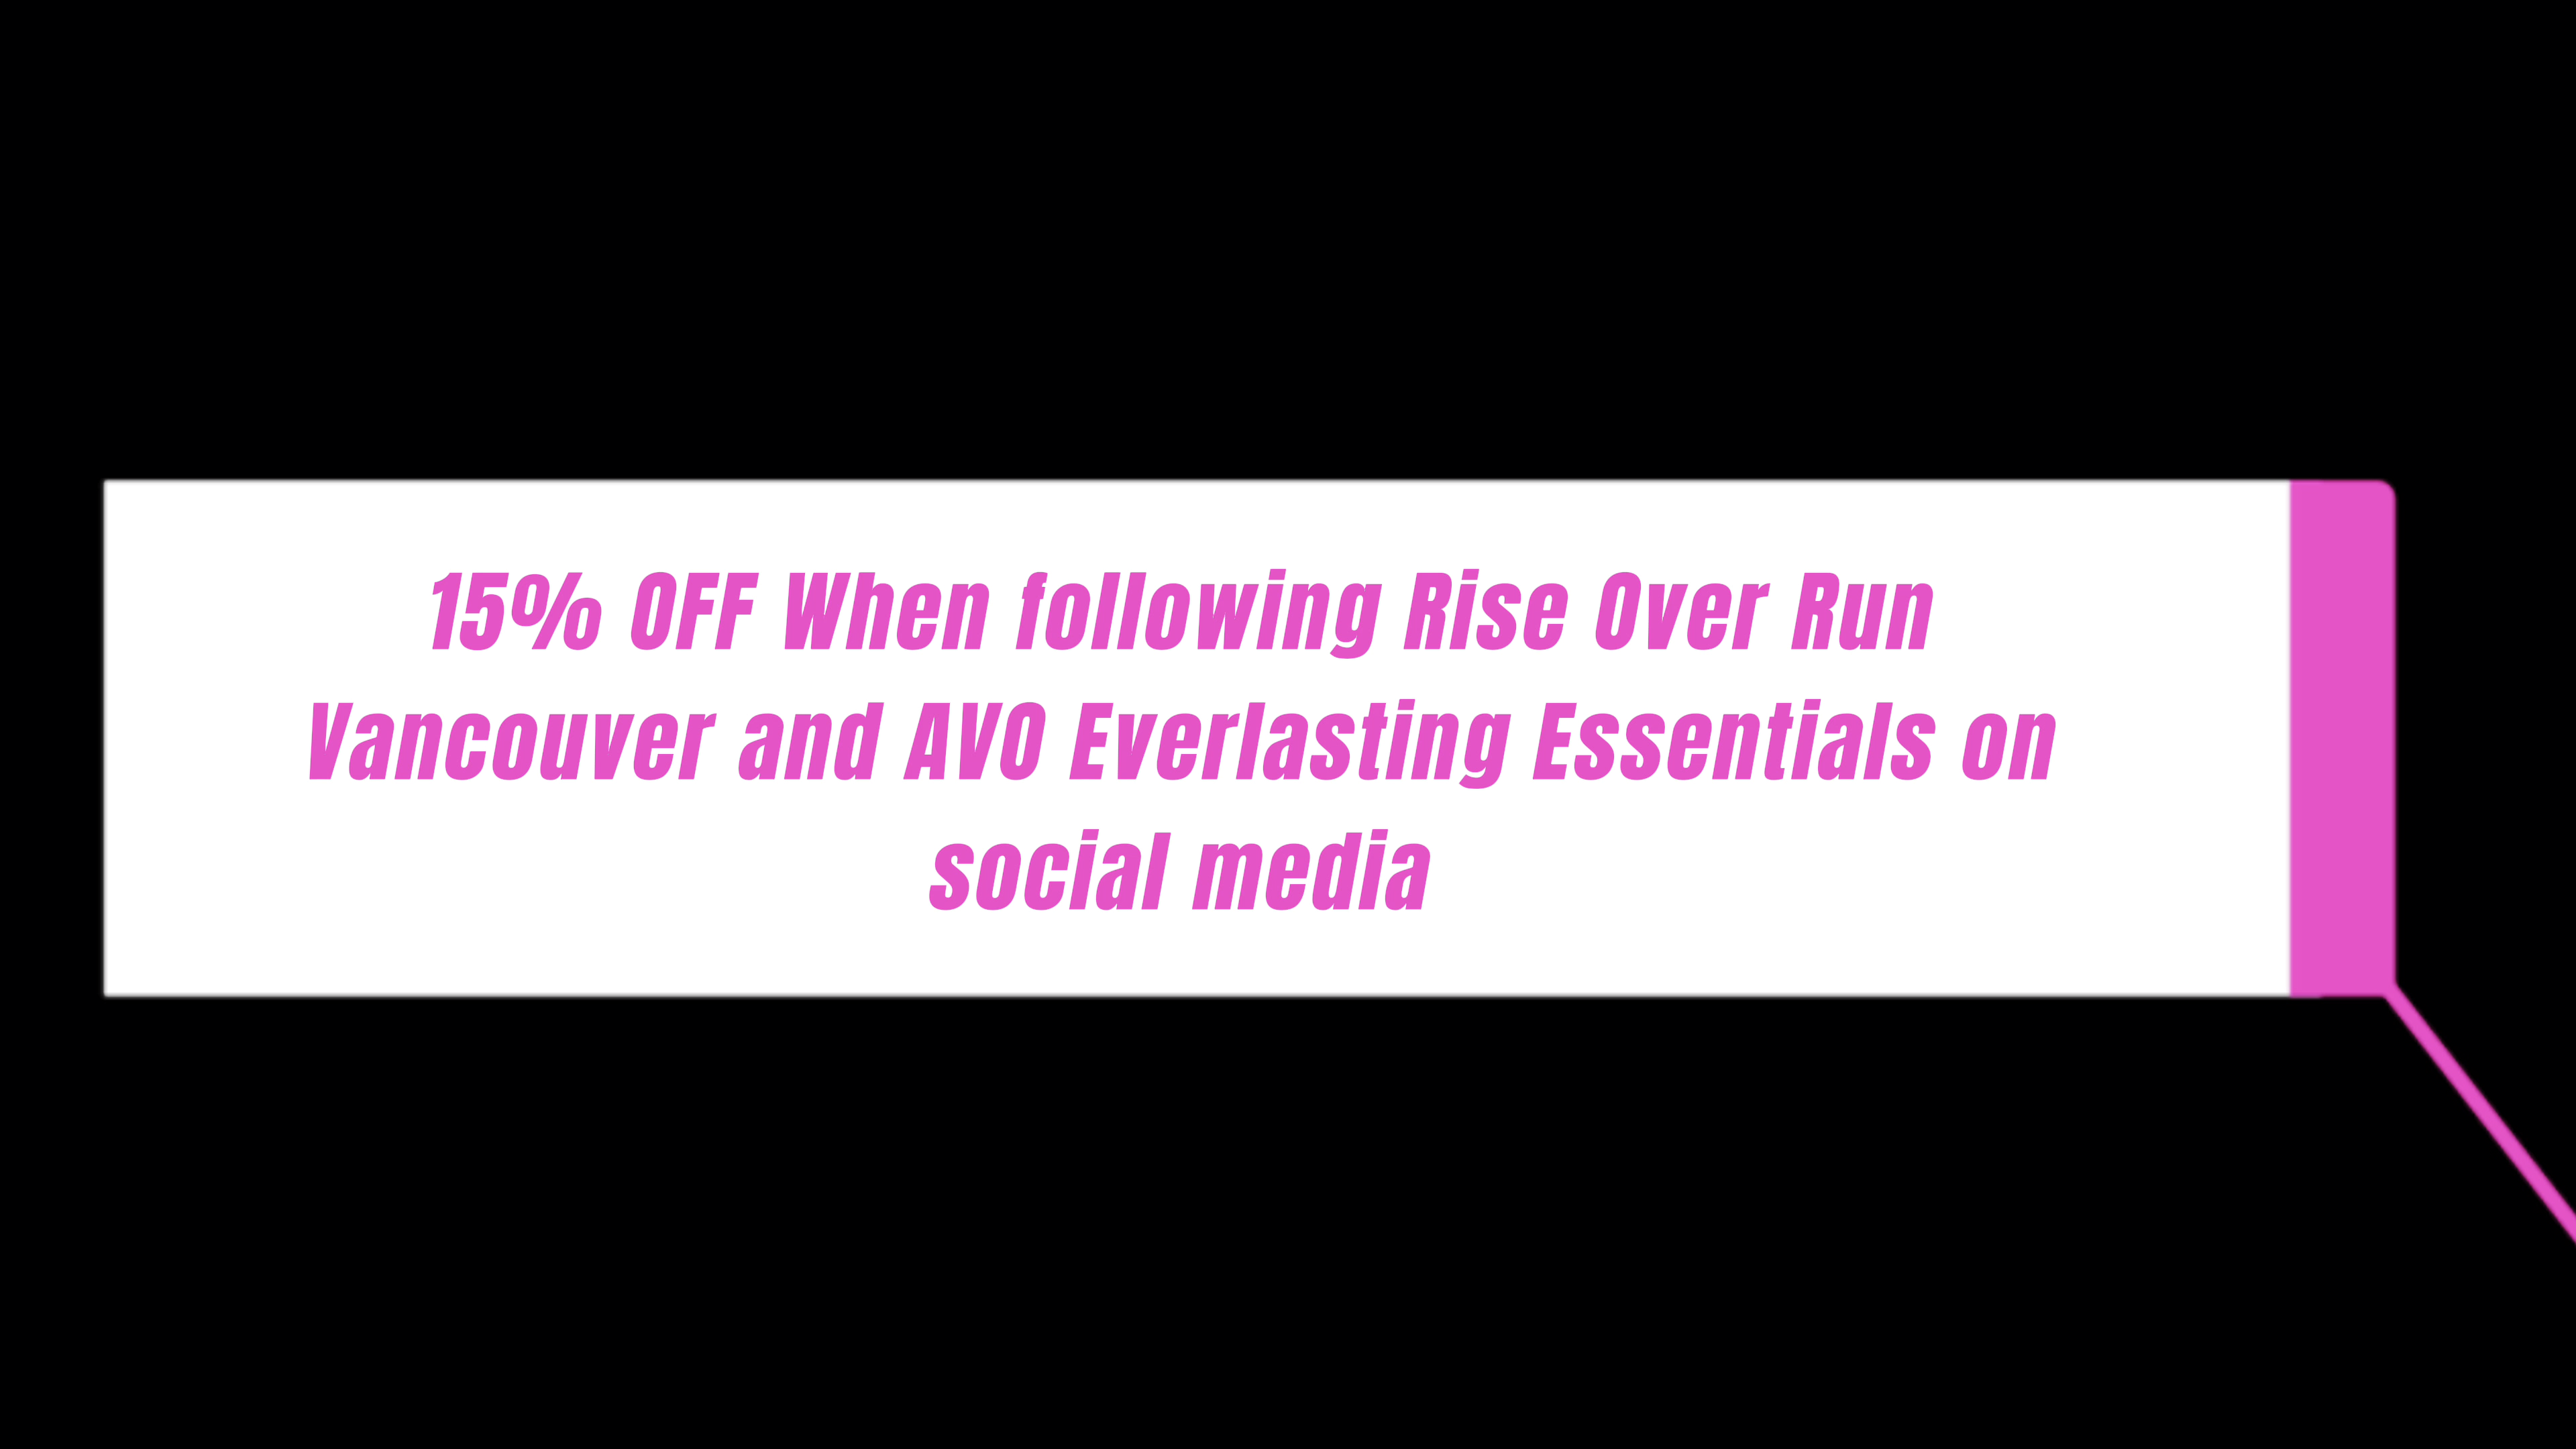 15% OFF When following Rise Over Run
Vancouver and AVO Everlasting Essentials on
social media